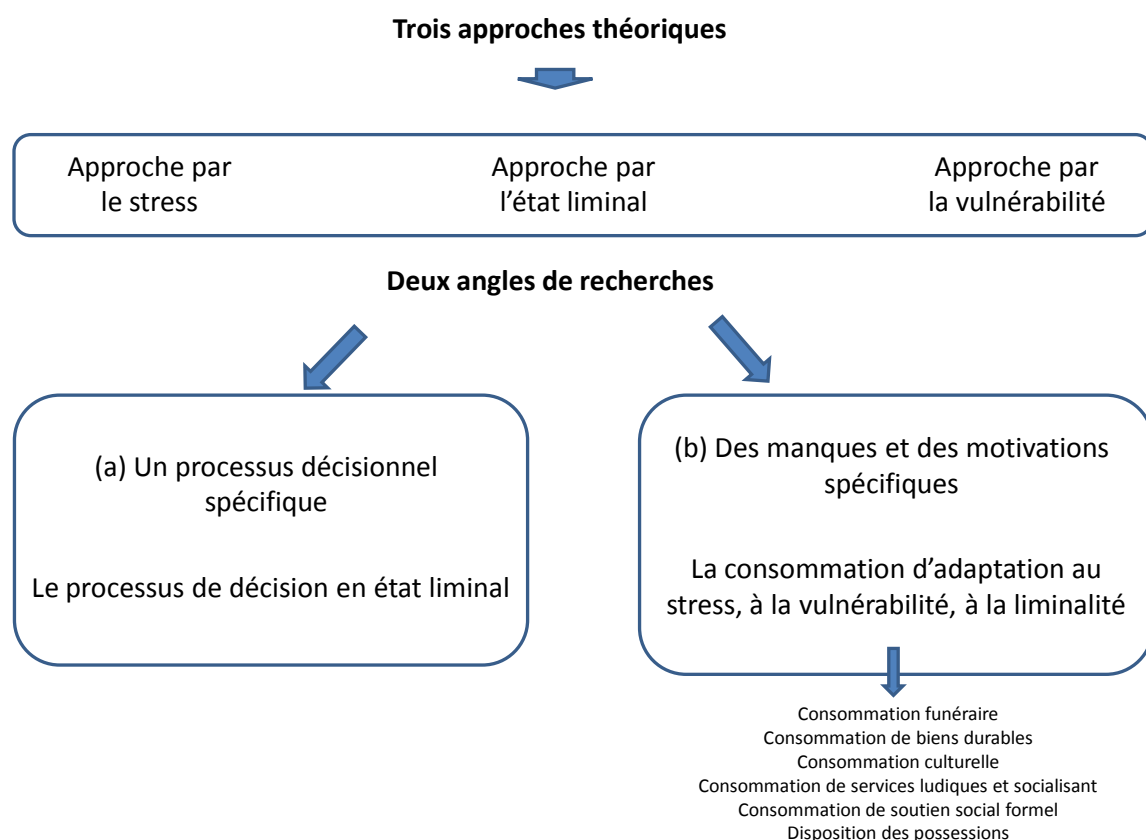 Trois approches théoriques
Approche par
le stress
Approche par
l'état liminal
Approche par
la vulnérabilité
Deux angles de recherches
(a) Un processus décisionnel
spécifique
Le processus de décision en état liminal
(b) Des manques et des motivations
spécifiques
La consommation d'adaptation au
stress, à la vulnérabilité, à la liminalité
Consommation funéraire
Consommation de biens durables
Consommation culturelle
Consommation de services ludiques et socialisant
Consommation de soutien social formel
Disposition des possessions